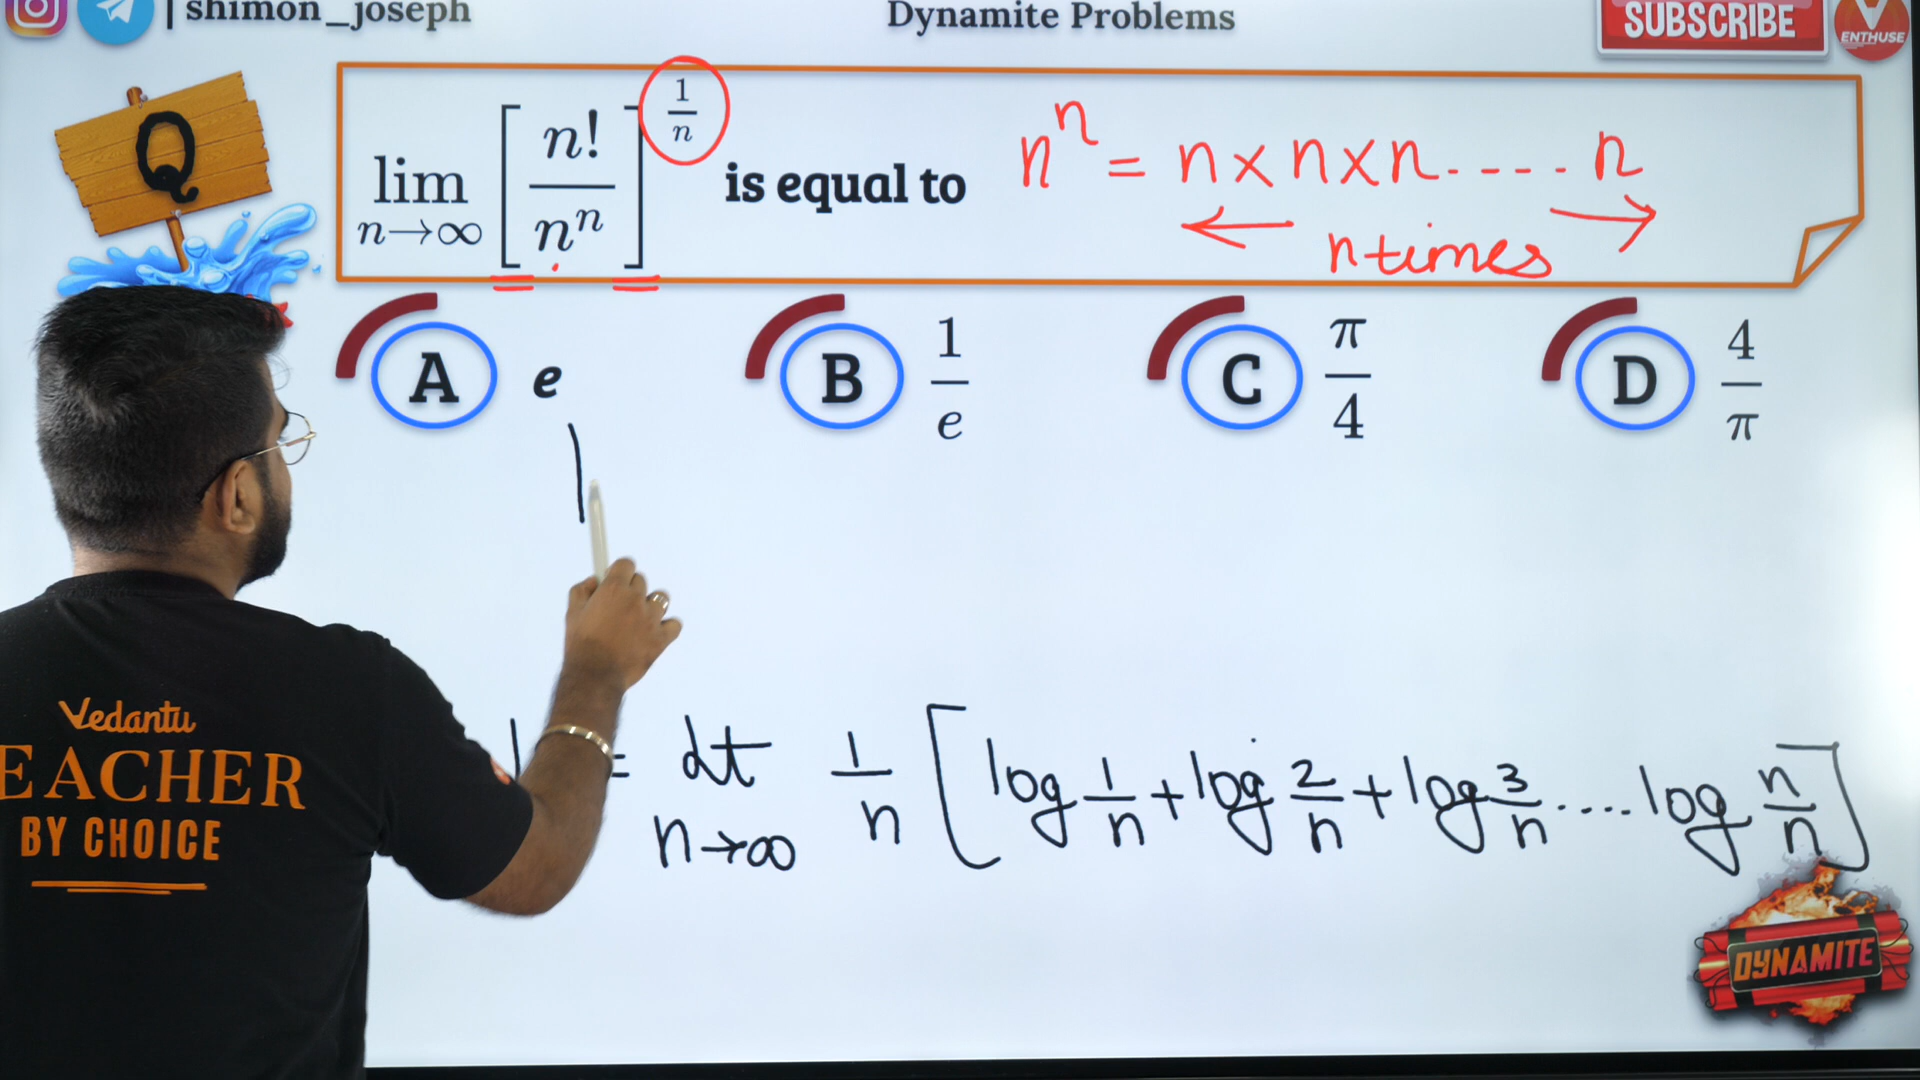 shimon_joseph
Dynamite Problems
SUBSCRIBE
ENTHUSE
Q
lim n→∞ [n!/n^n]^(1/n) is equal to
n^n = n×n×n.---.n
n times
A e
B 1/e
C π/4
D 4/π
= lt n→∞ 1/n [log 1/n + log 2/n + log 3/n .... log n/n]
Vedantu
EACHER
BY CHOICE
DYNAMITE